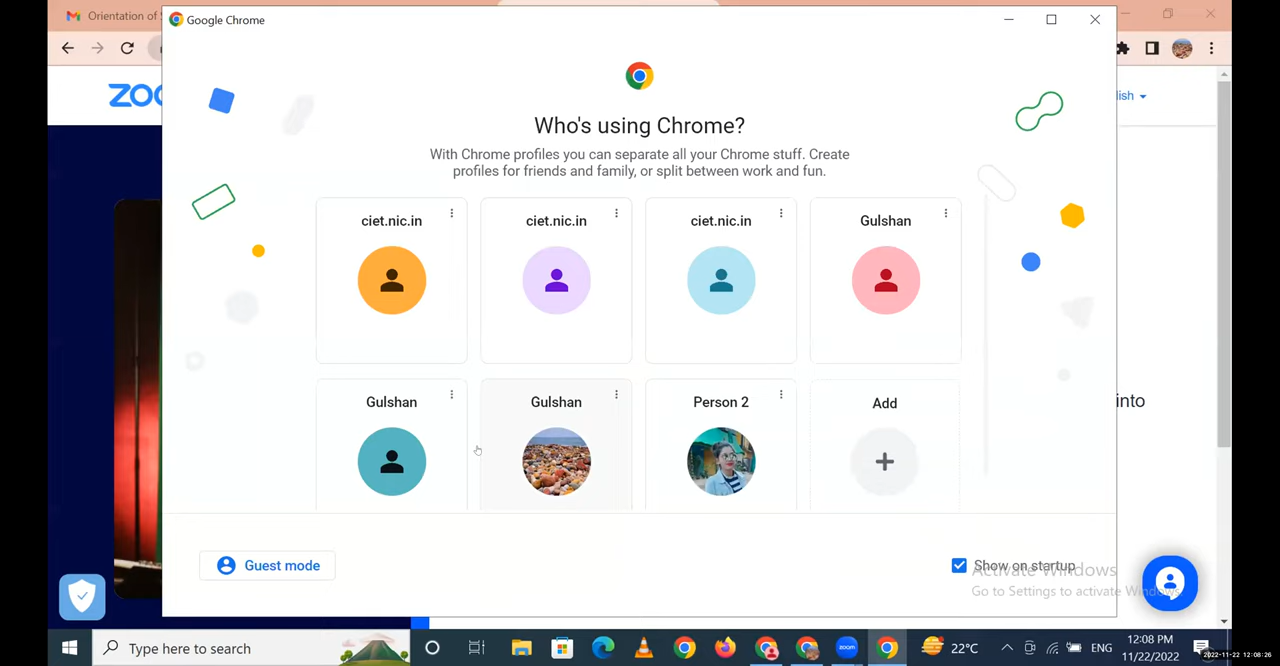 Orientation of
Google Chrome
ZOO
lish
Who's using Chrome?
With Chrome profiles you can separate all your Chrome stuff. Create
profiles for friends and family, or split between work and fun.
ciet.nic.in
ciet.nic.in
ciet.nic.in
Gulshan
Gulshan
Gulshan
Person 2
Add
into
Guest mode
Show on startup
Activate Windows
Go to Settings to activate Windows.
Type here to search
zoom
22°C
ENG
12:08 PM
11/22/2022
2022-11-22 12:08:26